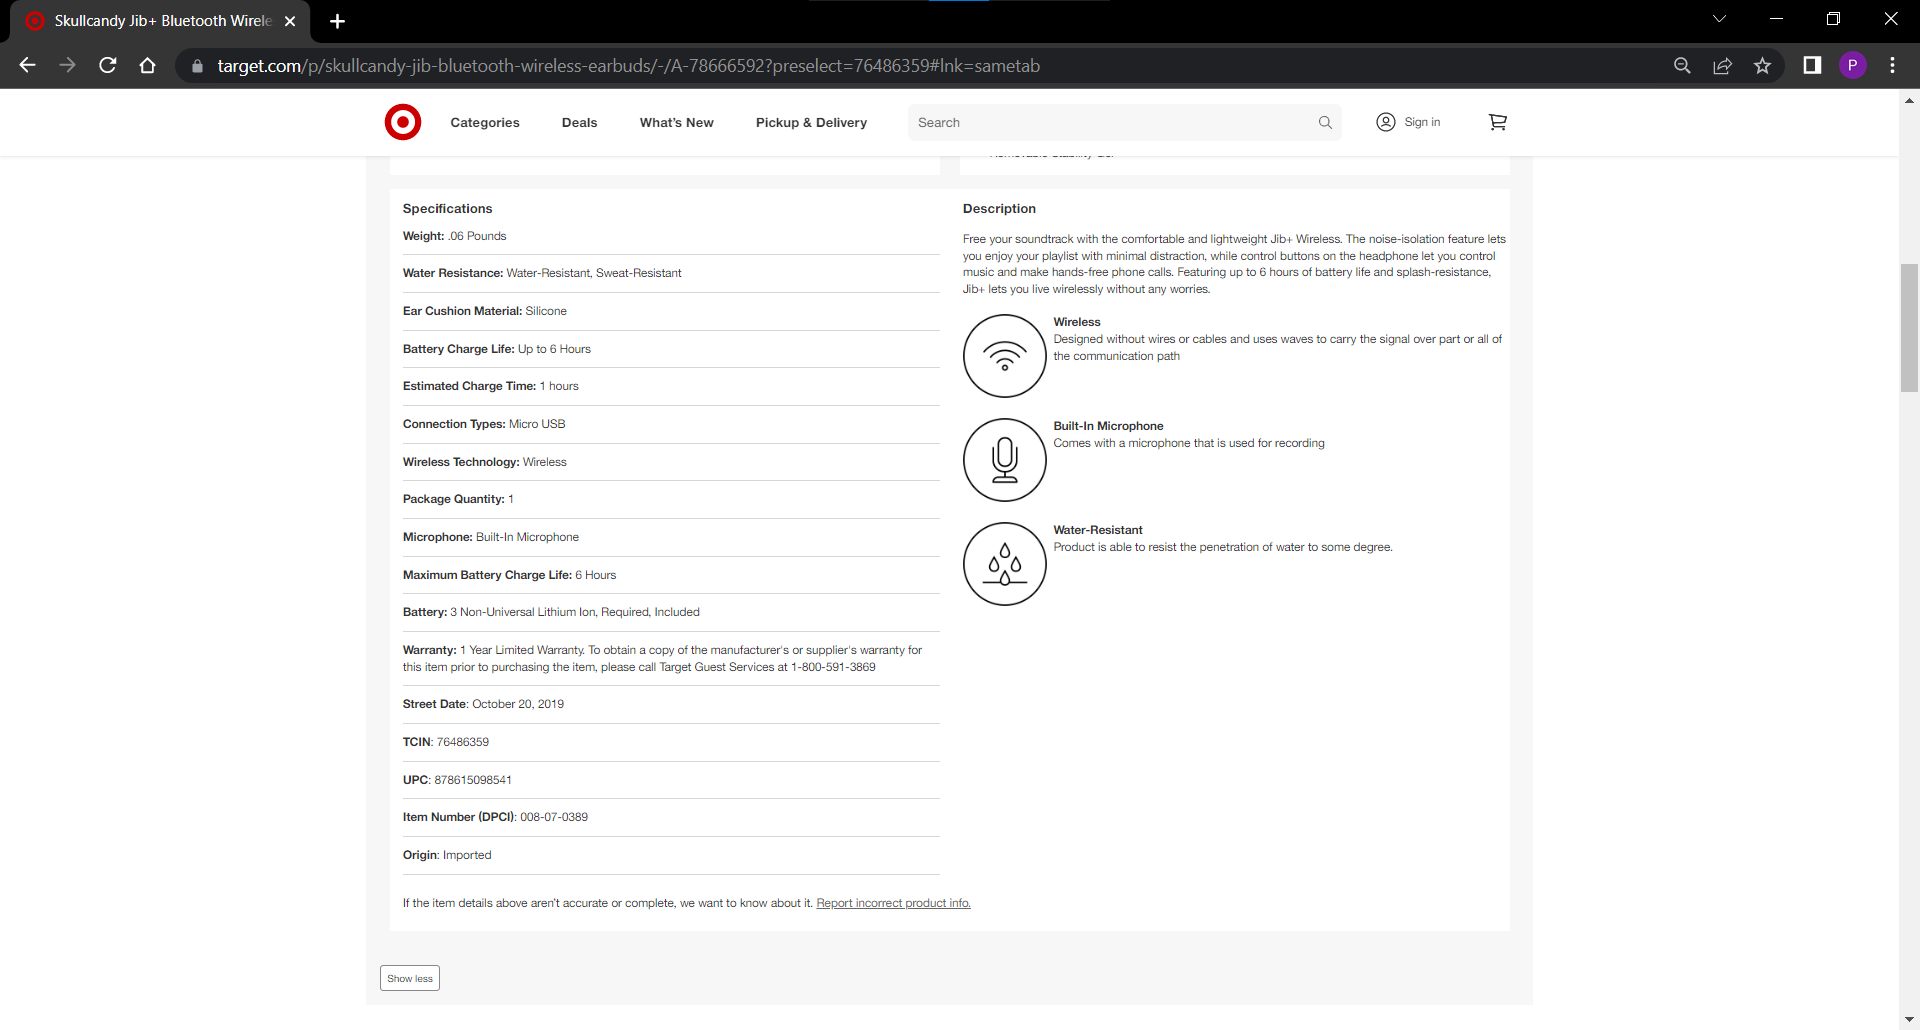 Skullcandy Jib+ Bluetooth Wirele
target.com/p/skullcandy-jib-bluetooth-wireless-earbuds/-/A-78666592?preselect=76486359#lnk=sametab
P
Categories
Deals
What's New
Pickup & Delivery
Search
Sign in
Specifications
Weight: .06 Pounds
Water Resistance: Water-Resistant, Sweat-Resistant
Ear Cushion Material: Silicone
Battery Charge Life: Up to 6 Hours
Estimated Charge Time: 1 hours
Connection Types: Micro USB
Wireless Technology: Wireless
Package Quantity: 1
Microphone: Built-In Microphone
Maximum Battery Charge Life: 6 Hours
Battery: 3 Non-Universal Lithium Ion, Required, Included
Warranty: 1 Year Limited Warranty. To obtain a copy of the manufacturer's or supplier's warranty for
this item prior to purchasing the item, please call Target Guest Services at 1-800-591-3869
Street Date: October 20, 2019
TCIN: 76486359
UPC: 878615098541
Item Number (DPCI): 008-07-0389
Origin: Imported
If the item details above aren't accurate or complete, we want to know about it. Report incorrect product info.
Description
Free your soundtrack with the comfortable and lightweight Jib+ Wireless. The noise-isolation feature lets
you enjoy your playlist with minimal distraction, while control buttons on the headphone let you control
music and make hands-free phone calls. Featuring up to 6 hours of battery life and splash-resistance,
Jib+ lets you live wirelessly without any worries.
Wireless
Designed without wires or cables and uses waves to carry the signal over part or all of
the communication path
Built-In Microphone
Comes with a microphone that is used for recording
Water-Resistant
Product is able to resist the penetration of water to some degree.
Show less